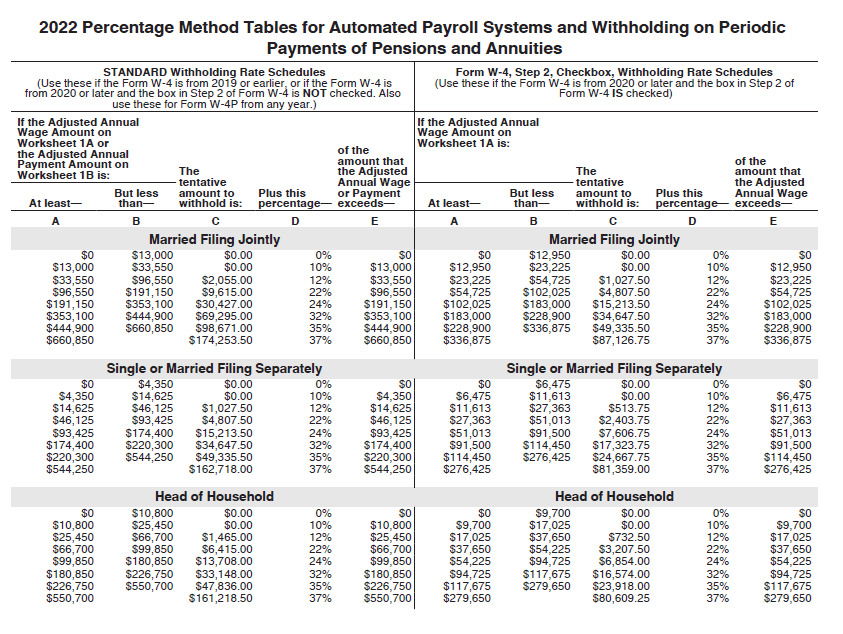 2022 Percentage Method Tables for Automated Payroll Systems and Withholding on Periodic
Payments of Pensions and Annuities
STANDARD Withholding Rate Schedules
(Use these if the Form W-4 is from 2019 or earlier, or if the Form W-4 is
from 2020 or later and the box in Step 2 of Form W-4 is NOT checked. Also
use these for Form W-4P from any year.)
Form W-4, Step 2, Checkbox, Withholding Rate Schedules
(Use these if the Form W-4 is from 2020 or later and the box in Step 2 of
Form W-4 IS checked)
If the Adjusted Annual
Wage Amount on
Worksheet 1A or
the Adjusted Annual
Payment Amount on
Worksheet 1B is:
At least—
But less
than—
The
tentative
amount to
withhold is:
Plus this
percentage—
of the
amount that
the Adjusted
Annual Wage
or Payment
exceeds—
If the Adjusted Annual
Wage Amount on
Worksheet 1A is:
At least—
But less
than—
The
tentative
amount to
withhold is:
Plus this
percentage—
of the
amount that
the Adjusted
Annual Wage
exceeds—
A B C D E A B C D E
Married Filing Jointly Married Filing Jointly
$0 $13,000 $0.00 0% $0 $0 $12,950 $0.00 0% $0
$13,000 $33,550 $0.00 10% $13,000 $12,950 $23,225 $0.00 10% $12,950
$33,550 $96,550 $2,055.00 12% $33,550 $23,225 $54,725 $1,027.50 12% $23,225
$96,550 $191,150 $9,615.00 22% $96,550 $54,725 $102,025 $4,807.50 22% $54,725
$191,150 $353,100 $30,427.00 24% $191,150 $102,025 $183,000 $15,213.50 24% $102,025
$353,100 $444,900 $69,295.00 32% $353,100 $183,000 $228,900 $34,647.50 32% $183,000
$444,900 $660,850 $98,671.00 35% $444,900 $228,900 $336,875 $49,335.50 35% $228,900
$660,850 $174,253.50 37% $660,850 $336,875 $87,126.75 37% $336,875
Single or Married Filing Separately Single or Married Filing Separately
$0 $4,350 $0.00 0% $0 $0 $6,475 $0.00 0% $0
$4,350 $14,625 $0.00 10% $4,350 $6,475 $11,613 $0.00 10% $6,475
$14,625 $46,125 $1,027.50 12% $14,625 $11,613 $27,363 $513.75 12% $11,613
$46,125 $93,425 $4,807.50 22% $46,125 $27,363 $51,013 $2,403.75 22% $27,363
$93,425 $174,400 $15,213.50 24% $93,425 $51,013 $91,500 $7,606.75 24% $51,013
$174,400 $220,300 $34,647.50 32% $174,400 $91,500 $114,450 $17,323.75 32% $91,500
$220,300 $544,250 $49,335.50 35% $220,300 $114,450 $276,425 $24,667.75 35% $114,450
$544,250 $162,718.00 37% $544,250 $276,425 $81,359.00 37% $276,425
Head of Household Head of Household
$0 $10,800 $0.00 0% $0 $0 $9,700 $0.00 0% $0
$10,800 $25,450 $0.00 10% $10,800 $9,700 $17,025 $0.00 10% $9,700
$25,450 $66,700 $1,465.00 12% $25,450 $17,025 $37,650 $732.50 12% $17,025
$66,700 $99,850 $6,415.00 22% $66,700 $37,650 $54,225 $3,207.50 22% $37,650
$99,850 $180,850 $13,708.00 24% $99,850 $54,225 $94,725 $6,854.00 24% $54,225
$180,850 $226,750 $33,148.00 32% $180,850 $94,725 $117,675 $16,574.00 32% $94,725
$226,750 $550,700 $47,836.00 35% $226,750 $117,675 $279,650 $23,918.00 35% $117,675
$550,700 $161,218.50 37% $550,700 $279,650 $80,609.25 37% $279,650